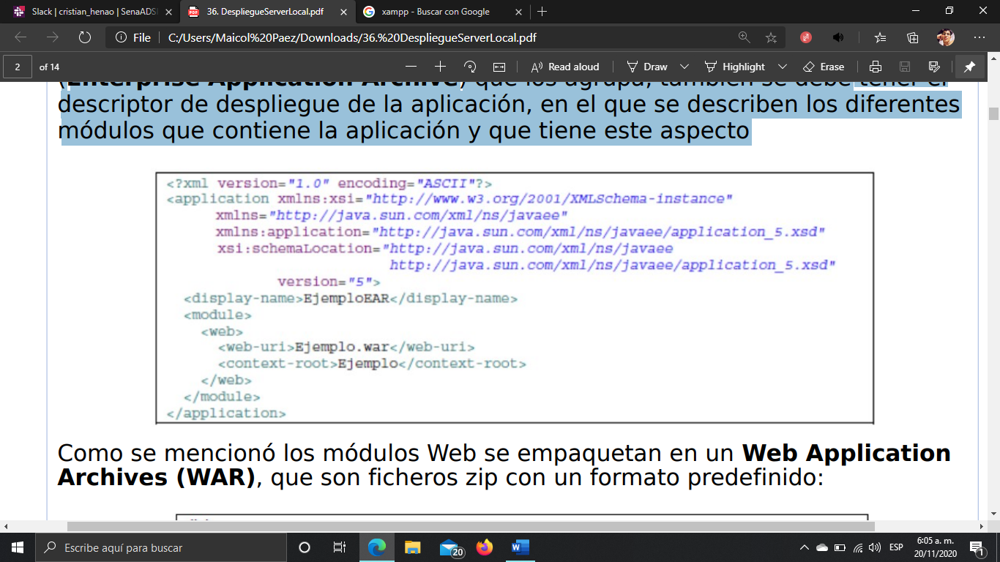 Slack | cristian_henao | SenaADS
36. DespliegueServerLocal.pdf
xampp - Buscar con Google
File
C:/Users/Maicol%20Paez/Downloads/36.%20DespliegueServerLocal.pdf
2 of 14
Read aloud
Draw
Highlight
Erase
(Enterprise Application Archive) que los agrupa, también se debe tener el
descriptor de despliegue de la aplicación, en el que se describen los diferentes
módulos que contiene la aplicación y que tiene este aspecto
<?xml version="1.0" encoding="ASCII"?>
<application xmlns:xsi="http://www.w3.org/2001/XMLSchema-instance"
xmlns="http://java.sun.com/xml/ns/javaee"
xmlns:application="http://java.sun.com/xml/ns/javaee/application_5.xsd"
xsi:schemaLocation="http://java.sun.com/xml/ns/javaee
http://java.sun.com/xml/ns/javaee/application_5.xsd"
version="5">
<display-name>EjemploEAR</display-name>
<module>
<web>
<web-uri>Ejemplo.war</web-uri>
<context-root>Ejemplo</context-root>
</web>
</module>
</application>
Como se mencionó los módulos Web se empaquetan en un Web Application
Archives (WAR), que son ficheros zip con un formato predefinido:
Escribe aquí para buscar
20
ESP
6:05 a. m.
20/11/2020
1